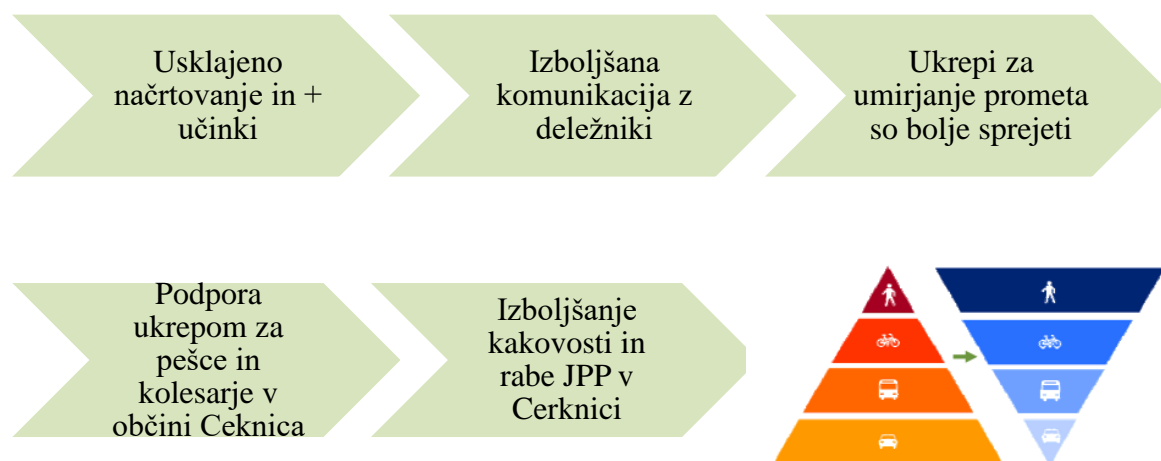 Usklajeno
načrtovanje in +
učinki
Izboljšana
komunikacija z
deležniki
Ukrepi za
umirjanje prometa
so bolje sprejeti
Podpora
ukrepom za
pešce in
kolesarje v
občini Ceknica
Izboljšanje
kakovosti in
rabe JPP v
Cerknici